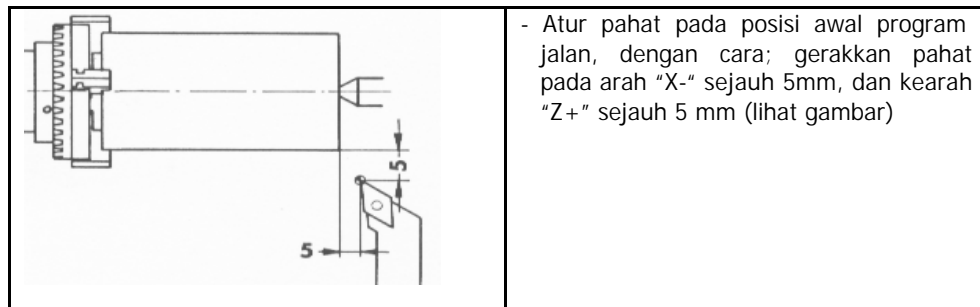 5
5
- Atur pahat pada posisi awal program
jalan, dengan cara; gerakkan pahat
pada arah "X-" sejauh 5mm, dan kearah
"Z+" sejauh 5 mm (lihat gambar)